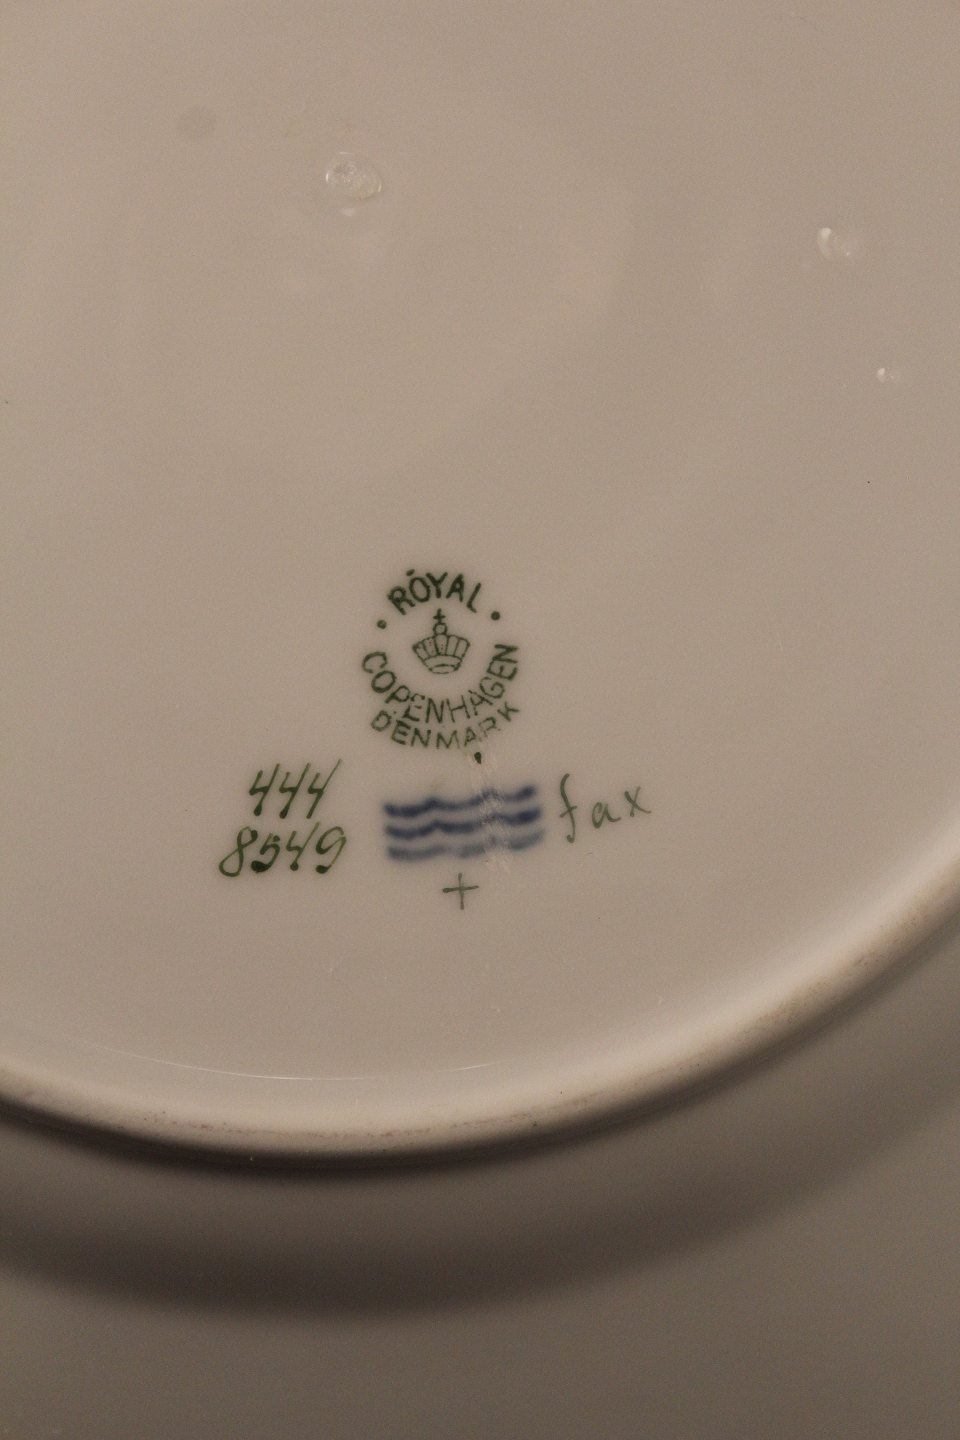 ROYAL
COPENHAGEN
DENMARK
444
8549
fax
+